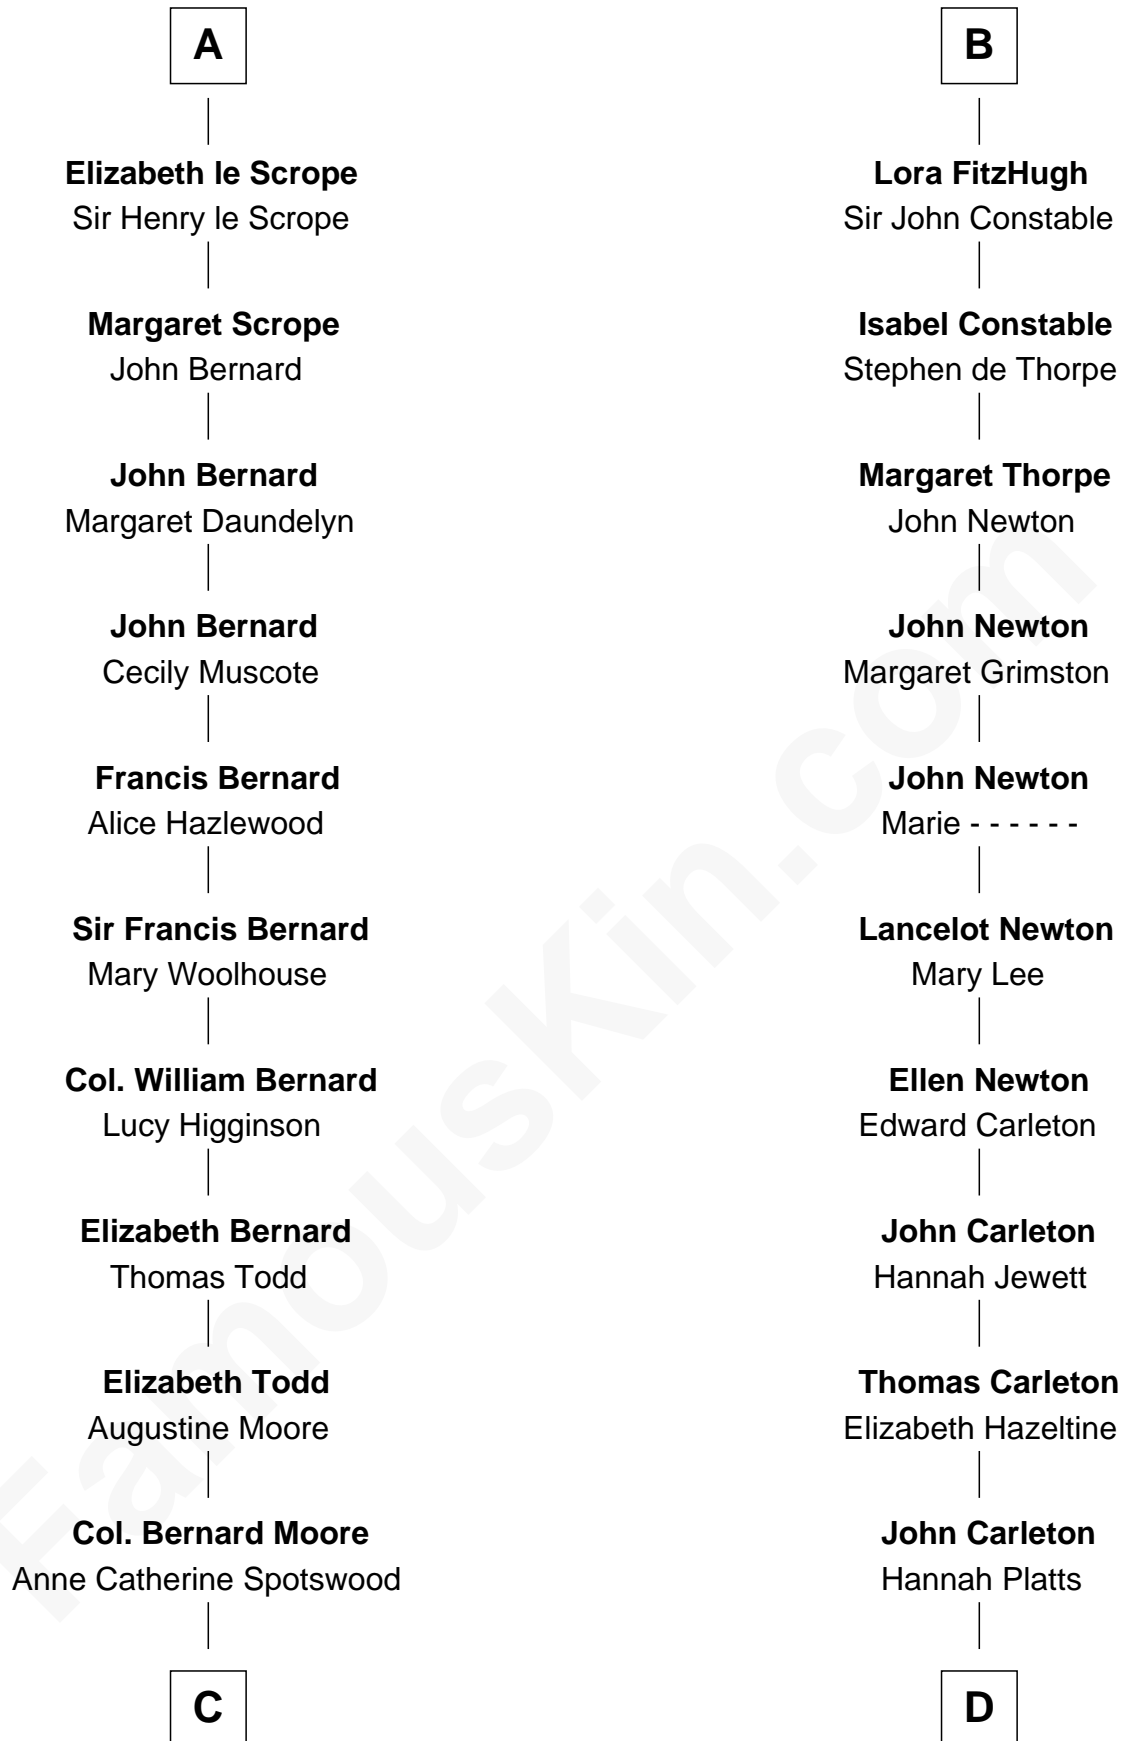 A
Elizabeth le Scrope
Sir Henry le Scrope
Margaret Scrope
John Bernard
John Bernard
Margaret Daundelyn
John Bernard
Cecily Muscote
Francis Bernard
Alice Hazlewood
Sir Francis Bernard
Mary Woolhouse
Col. William Bernard
Lucy Higginson
Elizabeth Bernard
Thomas Todd
Elizabeth Todd
Augustine Moore
Col. Bernard Moore
Anne Catherine Spotswood
C
B
Lora FitzHugh
Sir John Constable
Isabel Constable
Stephen de Thorpe
Margaret Thorpe
John Newton
John Newton
Margaret Grimston
John Newton
Marie - - - - - -
Lancelot Newton
Mary Lee
Ellen Newton
Edward Carleton
John Carleton
Hannah Jewett
Thomas Carleton
Elizabeth Hazeltine
John Carleton
Hannah Platts
D
FamousKin.com